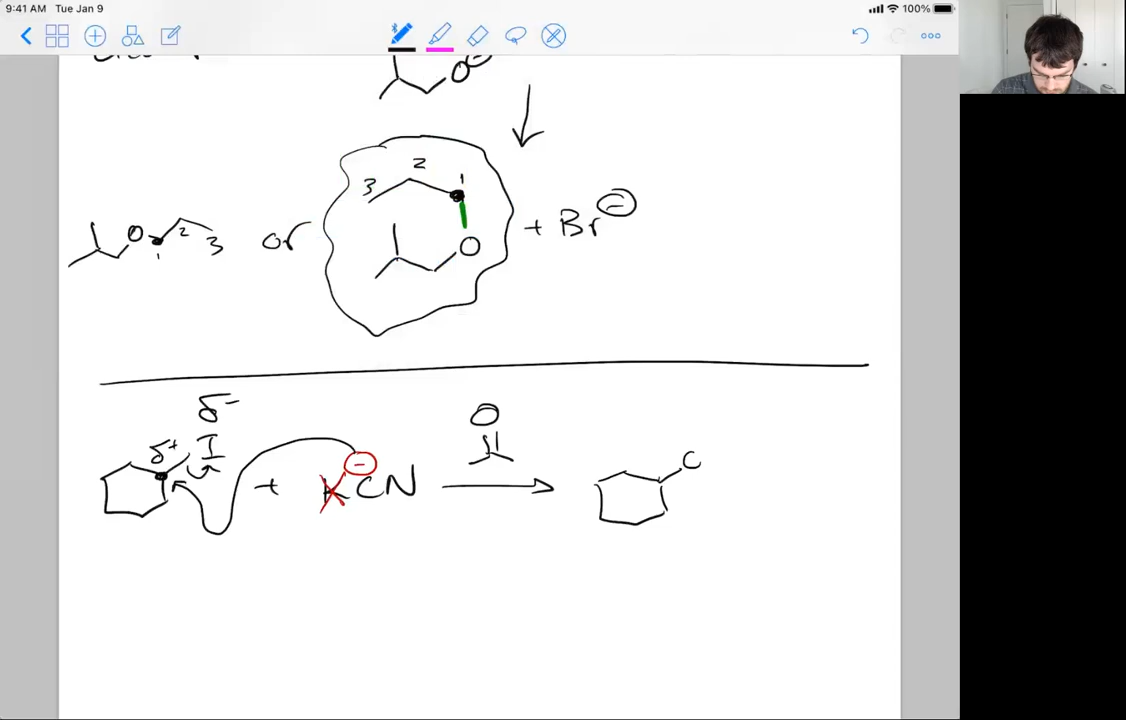 9:41 AM Tue Jan 9
100%
O⊖
3 2 1
O 1 2 3 or O + Br⊖
δ-
δ+ I O
+ KCN⊖ → C